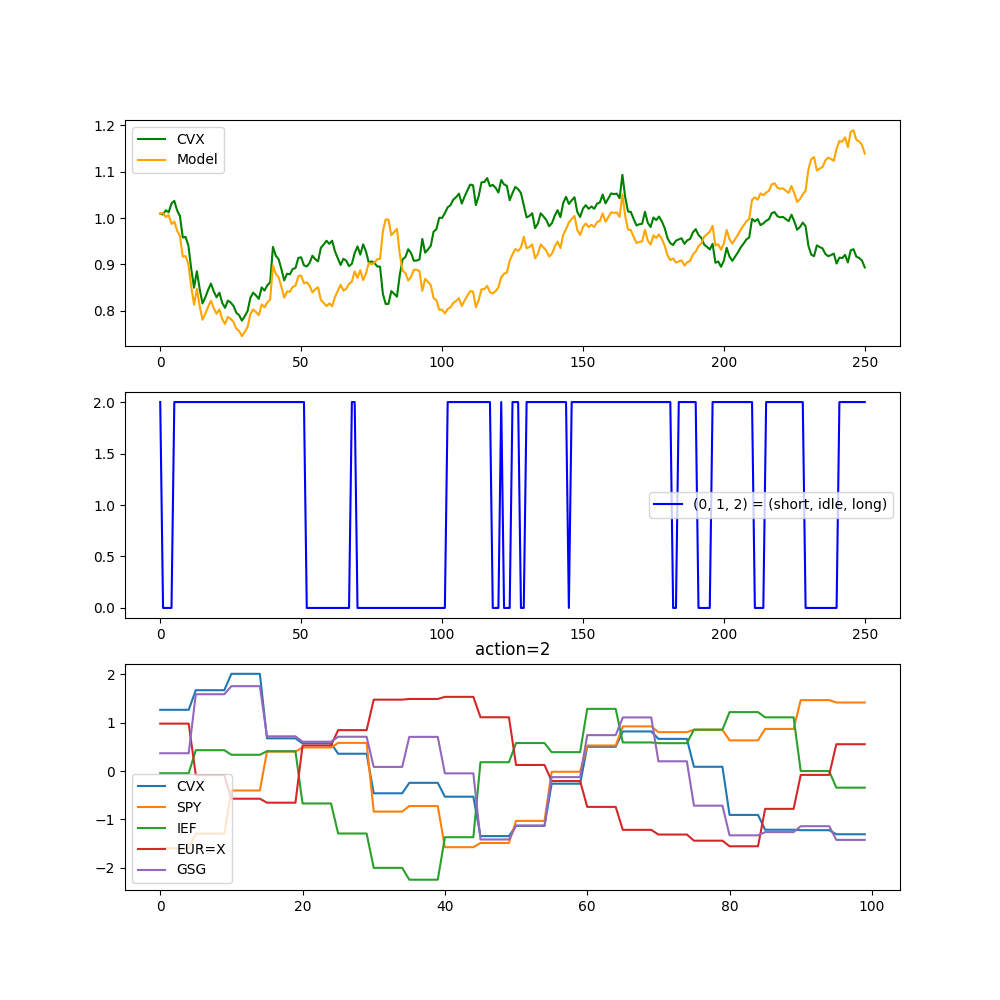 1.2
1.1
1.0
0.9
0.8
CVX
Model
0 50 100 150 200 250
2.0
1.5
1.0
0.5
0.0
(0, 1, 2) = (short, idle, long)
0 50 100 150 200 250
action=2
2
1
0
−1
−2
CVX
SPY
IEF
EUR=X
GSG
0 20 40 60 80 100